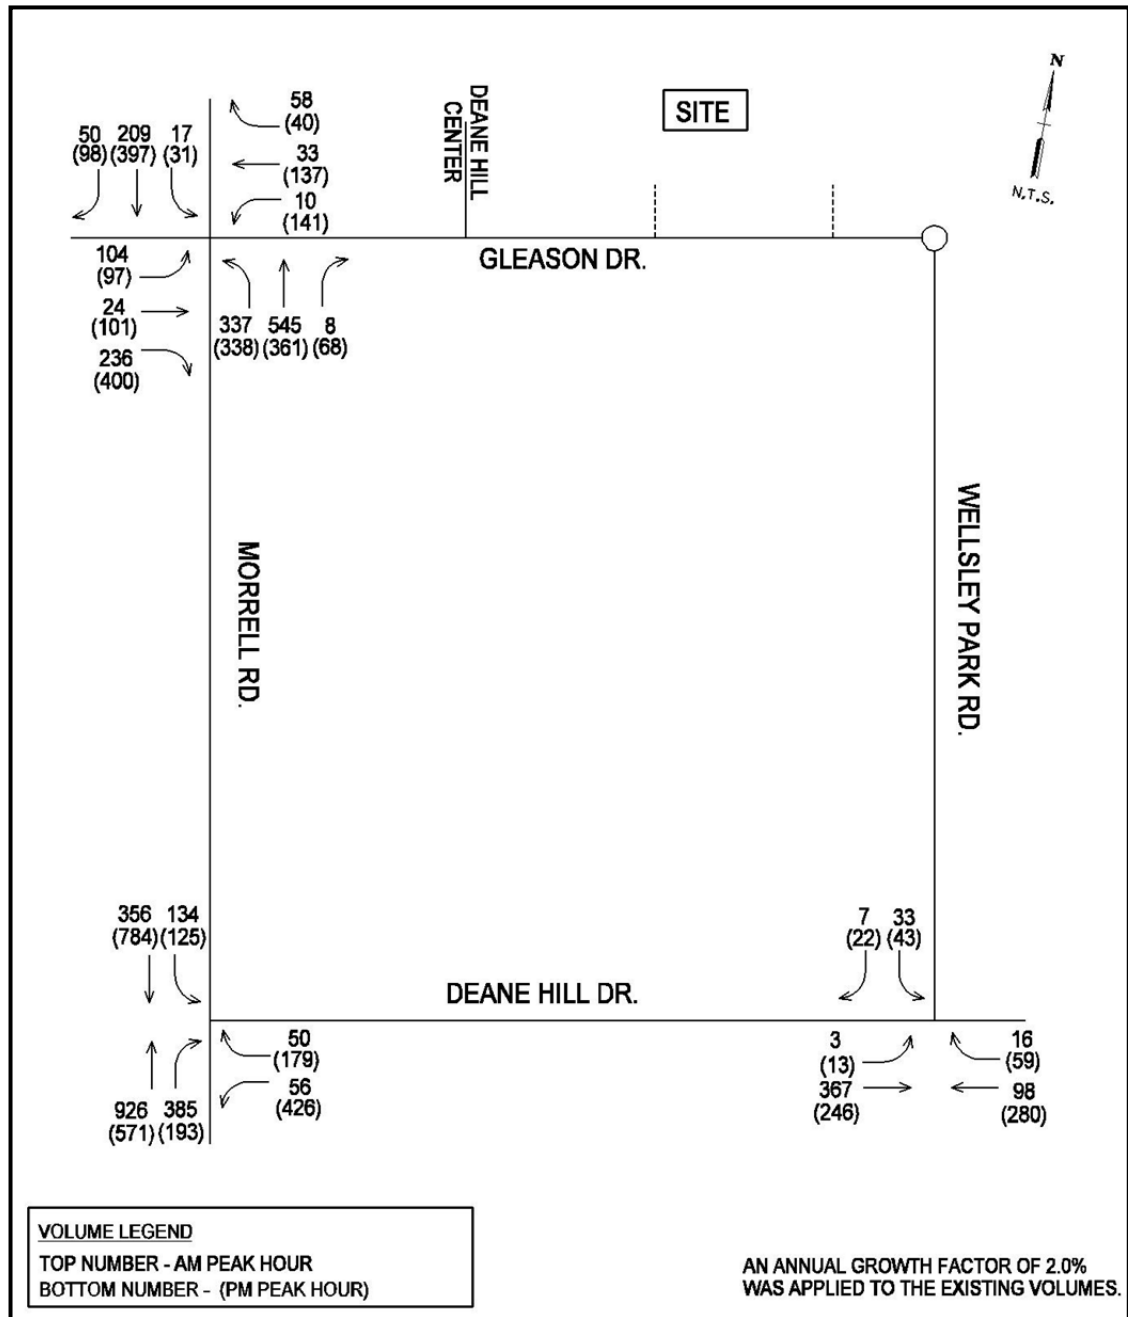 N
N.T.S.
SITE
DEANE HILL
CENTER
58
(40)
50 209 17
(98) (397) (31)
33
(137)
10
(141)
GLEASON DR.
104
(97)
24
(101)
236
(400)
337 545 8
(338) (361) (68)
MORRELL RD.
WELLSLEY PARK RD.
356 134
(784) (125)
7 33
(22) (43)
DEANE HILL DR.
50
(179)
56
(426)
926 385
(571) (193)
3
(13)
367
(246)
16
(59)
98
(280)
VOLUME LEGEND
TOP NUMBER - AM PEAK HOUR
BOTTOM NUMBER - (PM PEAK HOUR)
AN ANNUAL GROWTH FACTOR OF 2.0%
WAS APPLIED TO THE EXISTING VOLUMES.